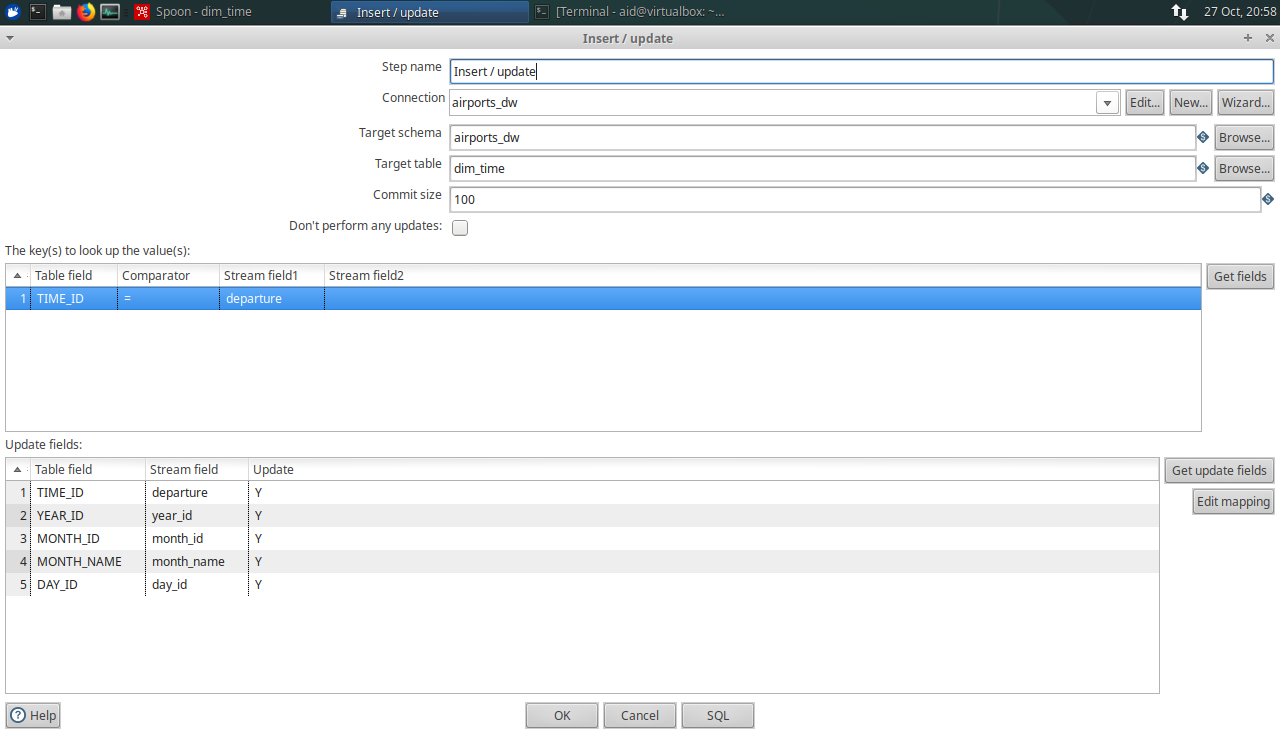 Spoon - dim_time
Insert / update
[Terminal - aid@virtualbox: ~...
27 Oct, 20:58
Insert / update
Step name Insert / update
Connection airports_dw Edit... New... Wizard...
Target schema airports_dw Browse...
Target table dim_time Browse...
Commit size 100
Don't perform any updates:
The key(s) to look up the value(s):
Table field Comparator Stream field1 Stream field2 Get fields
1 TIME_ID = departure
Update fields:
Table field Stream field Update Get update fields
1 TIME_ID departure Y
Edit mapping
2 YEAR_ID year_id Y
3 MONTH_ID month_id Y
4 MONTH_NAME month_name Y
5 DAY_ID day_id Y
Help OK Cancel SQL